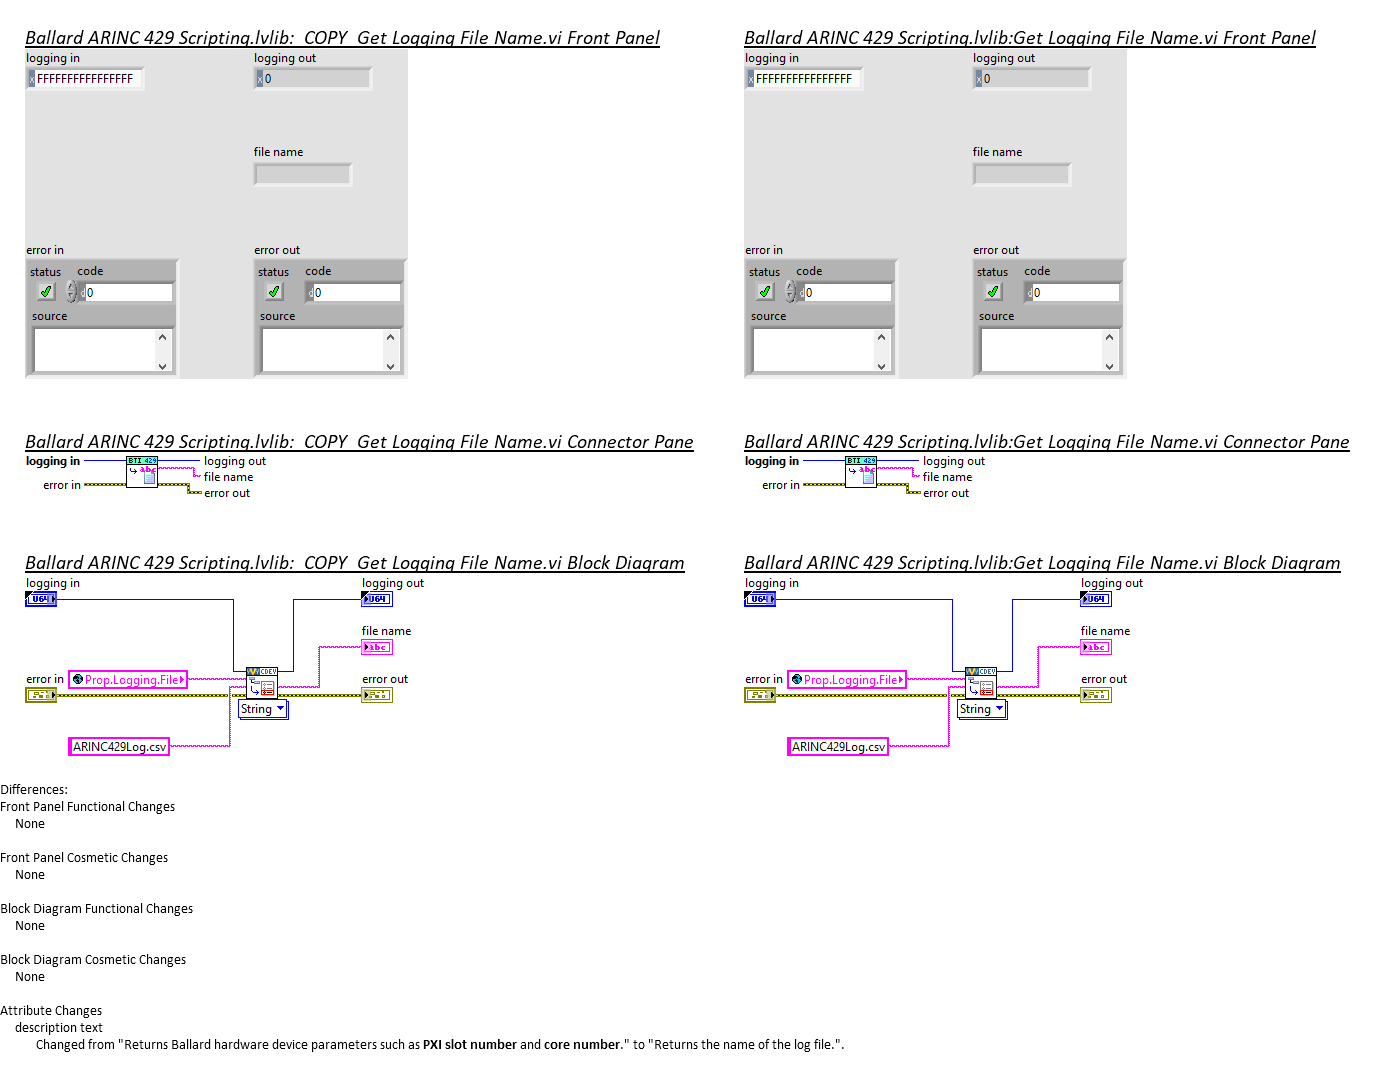 Ballard ARINC 429 Scripting.lvlib:_COPY_Get Logging File Name.vi Front Panel
Ballard ARINC 429 Scripting.lvlib:Get Logging File Name.vi Front Panel
logging in
logging out
logging in
logging out
x FFFFFFFFFFFFFFFF
x 0
x FFFFFFFFFFFFFFFF
x 0
file name
file name
error in
error out
error in
error out
status code
status code
status code
status code
d 0
d 0
d 0
d 0
source
source
source
source
Ballard ARINC 429 Scripting.lvlib:_COPY_Get Logging File Name.vi Connector Pane
Ballard ARINC 429 Scripting.lvlib:Get Logging File Name.vi Connector Pane
logging in
BTI 429
logging out
logging in
BTI 429
logging out
abc
file name
abc
file name
error in
error out
error in
error out
Ballard ARINC 429 Scripting.lvlib:_COPY_Get Logging File Name.vi Block Diagram
Ballard ARINC 429 Scripting.lvlib:Get Logging File Name.vi Block Diagram
logging in
logging out
logging in
logging out
U64
U64
U64
U64
file name
file name
abc
abc
error in
Prop.Logging.File
CDEV
error out
error in
Prop.Logging.File
CDEV
error out
String
String
ARINC429Log.csv
ARINC429Log.csv
Differences:
Front Panel Functional Changes
None
Front Panel Cosmetic Changes
None
Block Diagram Functional Changes
None
Block Diagram Cosmetic Changes
None
Attribute Changes
description text
Changed from "Returns Ballard hardware device parameters such as PXI slot number and core number." to "Returns the name of the log file.".